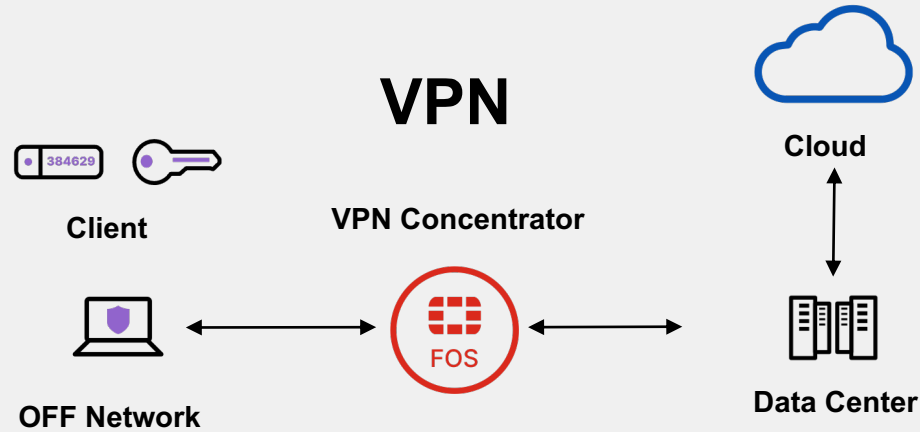 VPN
Cloud
384629
Client
VPN Concentrator
FOS
OFF Network
Data Center